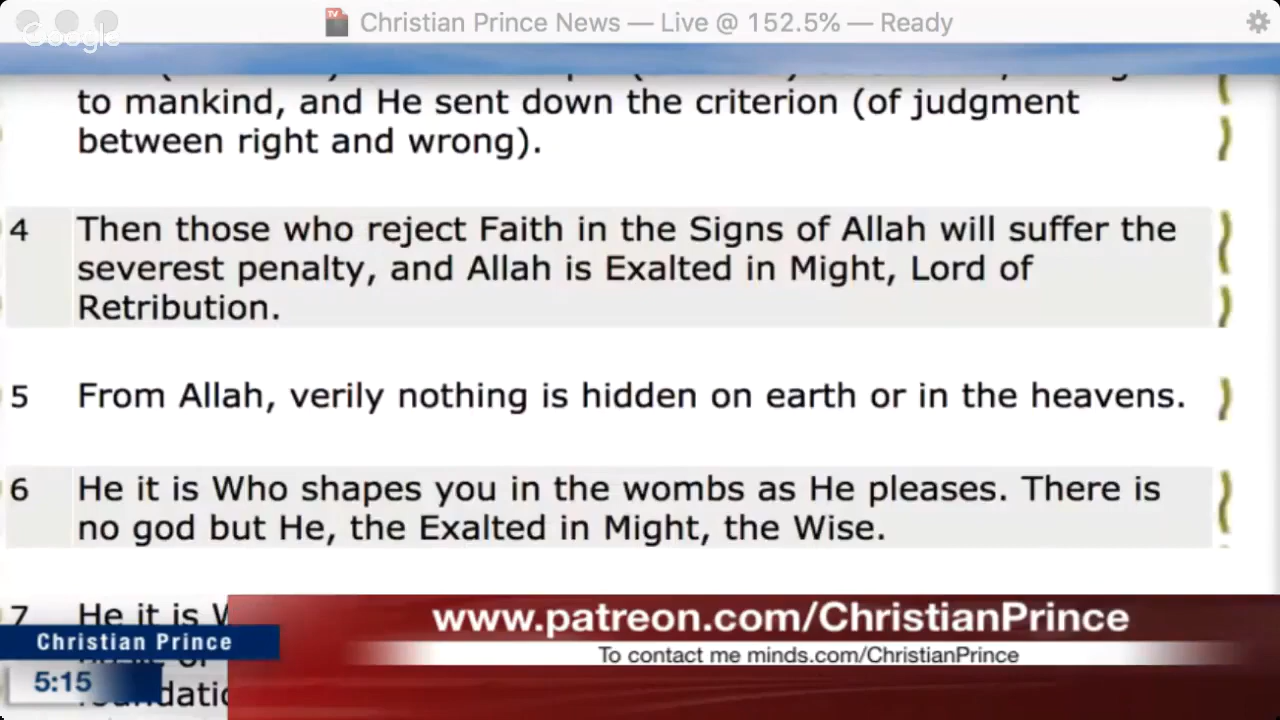 Christian Prince News — Live @ 152.5% — Ready
Google
to mankind, and He sent down the criterion (of judgment
between right and wrong).
4 Then those who reject Faith in the Signs of Allah will suffer the
severest penalty, and Allah is Exalted in Might, Lord of
Retribution.
5 From Allah, verily nothing is hidden on earth or in the heavens.
6 He it is Who shapes you in the wombs as He pleases. There is
no god but He, the Exalted in Might, the Wise.
7 He it is
www.patreon.com/ChristianPrince
Christian Prince
To contact me minds.com/ChristianPrince
5:15